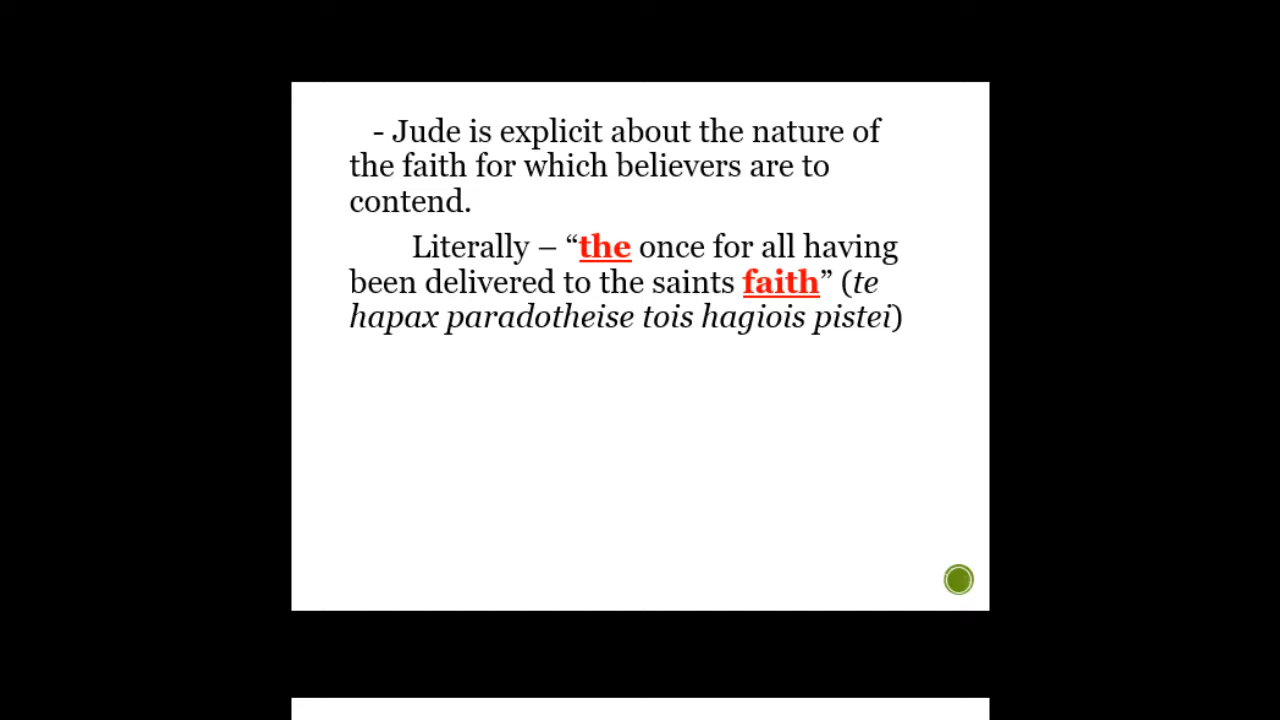 - Jude is explicit about the nature of
the faith for which believers are to
contend.
Literally – “the once for all having
been delivered to the saints faith” (te
hapax paradotheise tois hagiois pistei)